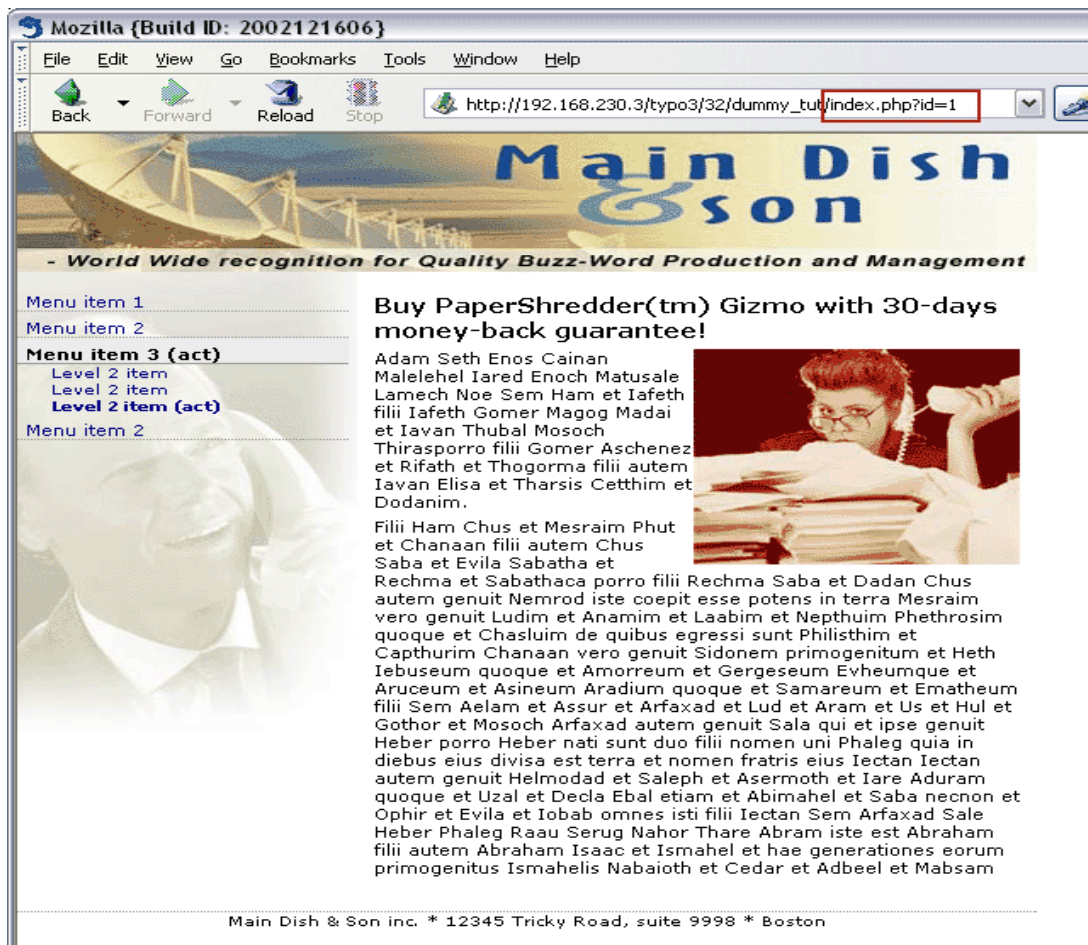 Mozilla {Build ID: 2002121606}
File Edit View Go Bookmarks Tools Window Help
Back Forward Reload Stop http://192.168.230.3/typo3/32/dummy_tut/index.php?id=1
Main Dish
& son
- World Wide recognition for Quality Buzz-Word Production and Management
Menu item 1
Menu item 2
Menu item 3 (act)
Level 2 item
Level 2 item
Level 2 item (act)
Menu item 2
Buy PaperShredder(tm) Gizmo with 30-days
money-back guarantee!
Adam Seth Enos Cainan
Malelehel Iared Enoch Matusale
Lamech Noe Sem Ham et Iafeth
filii Iafeth Gomer Magog Madai
et Iavan Thubal Mosoch
Thirasporro filii Gomer Aschenez
et Rifath et Thogorma filii autem
Iavan Elisa et Tharsis Cetthim et
Dodanim.
Filii Ham Chus et Mesraim Phut
et Chanaan filii autem Chus
Saba et Evila Sabatha et
Rechma et Sabathaca porro filii Rechma Saba et Dadan Chus
autem genuit Nemrod iste coepit esse potens in terra Mesraim
vero genuit Ludim et Anamim et Laabim et Nepthuim Phethrosim
quoque et Chasluim de quibus egressi sunt Philisthim et
Capthurim Chanaan vero genuit Sidonem primogenitum et Heth
Iebuseum quoque et Amorreum et Gergeseum Evheumque et
Aruceum et Asineum Aradium quoque et Samareum et Ematheum
filii Sem Aelam et Assur et Arfaxad et Lud et Aram et Us et Hul et
Gothor et Mosoch Arfaxad autem genuit Sala qui et ipse genuit
Heber porro Heber nati sunt duo filii nomen uni Phaleg quia in
diebus eius divisa est terra et nomen fratris eius Iectan Iectan
autem genuit Helmodad et Saleph et Asermoth et Iare Aduram
quoque et Uzal et Decla Ebal etiam et Abimahel et Saba necnon et
Ophir et Evila et Iobab omnes isti filii Iectan Sem Arfaxad Sale
Heber Phaleg Raau Serug Nahor Thare Abram iste est Abraham
filii autem Abraham Isaac et Ismahel et hae generationes eorum
primogenitus Ismahelis Nabaioth et Cedar et Adbeel et Mabsam
Main Dish & Son inc. * 12345 Tricky Road, suite 9998 * Boston